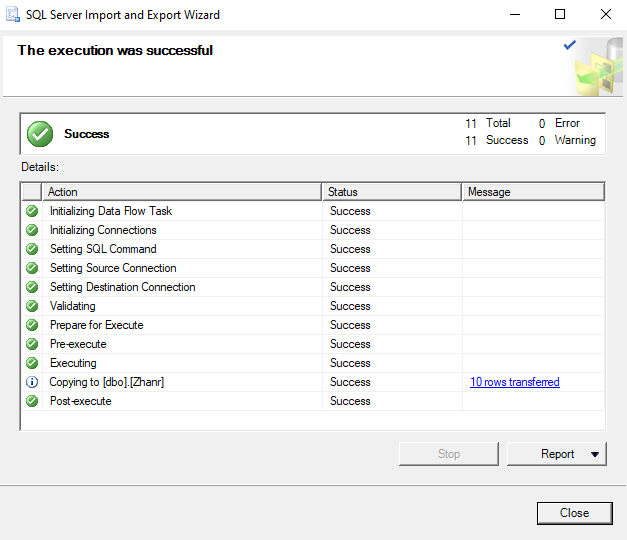 SQL Server Import and Export Wizard
The execution was successful
Success
11 Total 0 Error
11 Success 0 Warning
Details:
Action Status Message
Initializing Data Flow Task Success
Initializing Connections Success
Setting SQL Command Success
Setting Source Connection Success
Setting Destination Connection Success
Validating Success
Prepare for Execute Success
Pre-execute Success
Executing Success
Copying to [dbo].[Zhanr] Success 10 rows transferred
Post-execute Success
Stop Report
Close